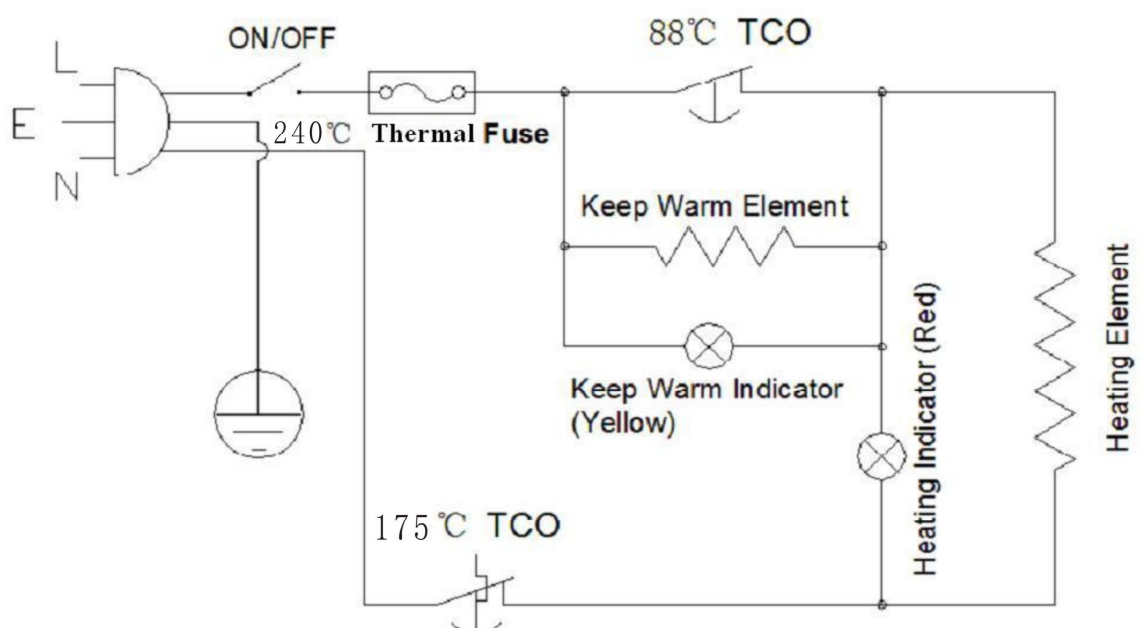 ON/OFF
88℃ TCO
L
E
N
240℃ Thermal Fuse
Keep Warm Element
Keep Warm Indicator
(Yellow)
Heating Indicator (Red)
Heating Element
175℃ TCO